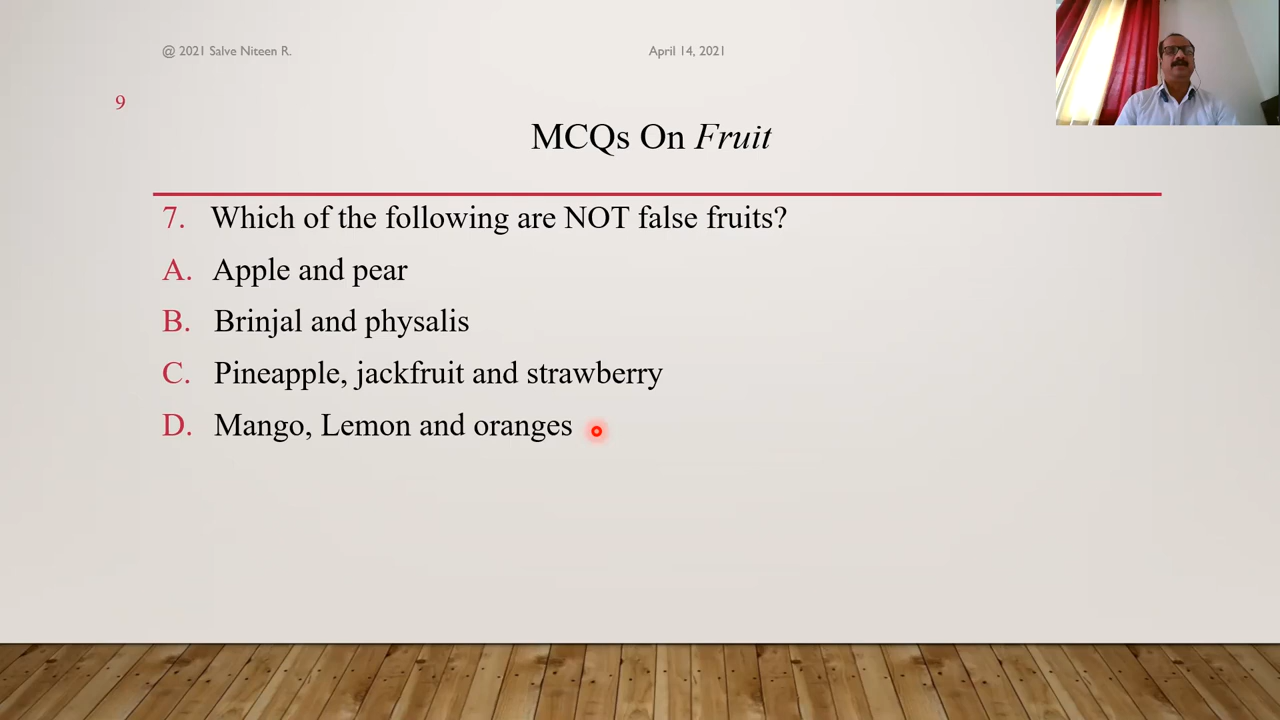 @ 2021 Salve Niteen R.
April 14, 2021
9
MCQs On Fruit
7. Which of the following are NOT false fruits?
A. Apple and pear
B. Brinjal and physalis
C. Pineapple, jackfruit and strawberry
D. Mango, Lemon and oranges